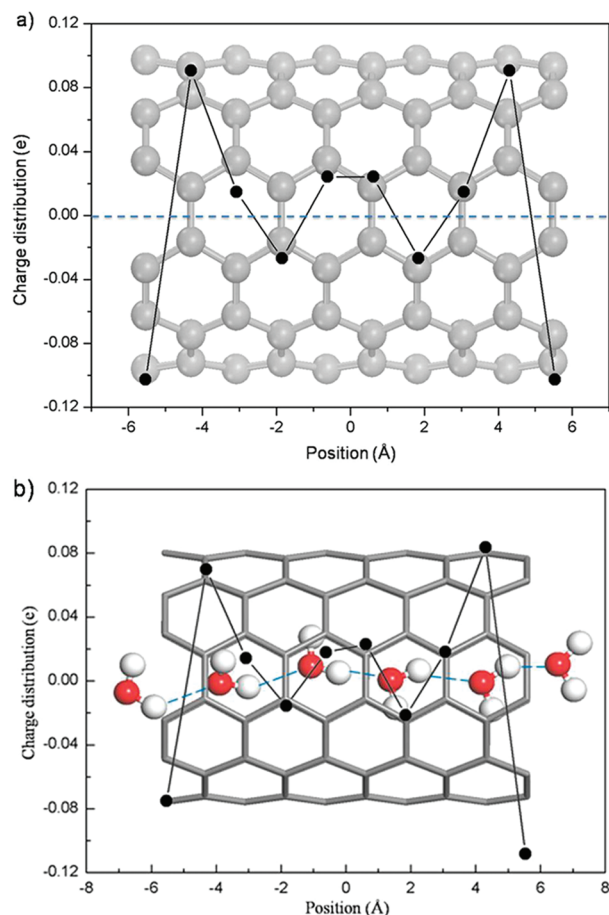 a)
0.12
0.08
0.04
0.00
-0.04
-0.08
-0.12
Charge distribution (e)
-6 -4 -2 0 2 4 6
Position (Å)
b)
0.12
0.08
0.04
0.00
-0.04
-0.08
-0.12
Charge distribution (e)
-8 -6 -4 -2 0 2 4 6 8
Position (Å)